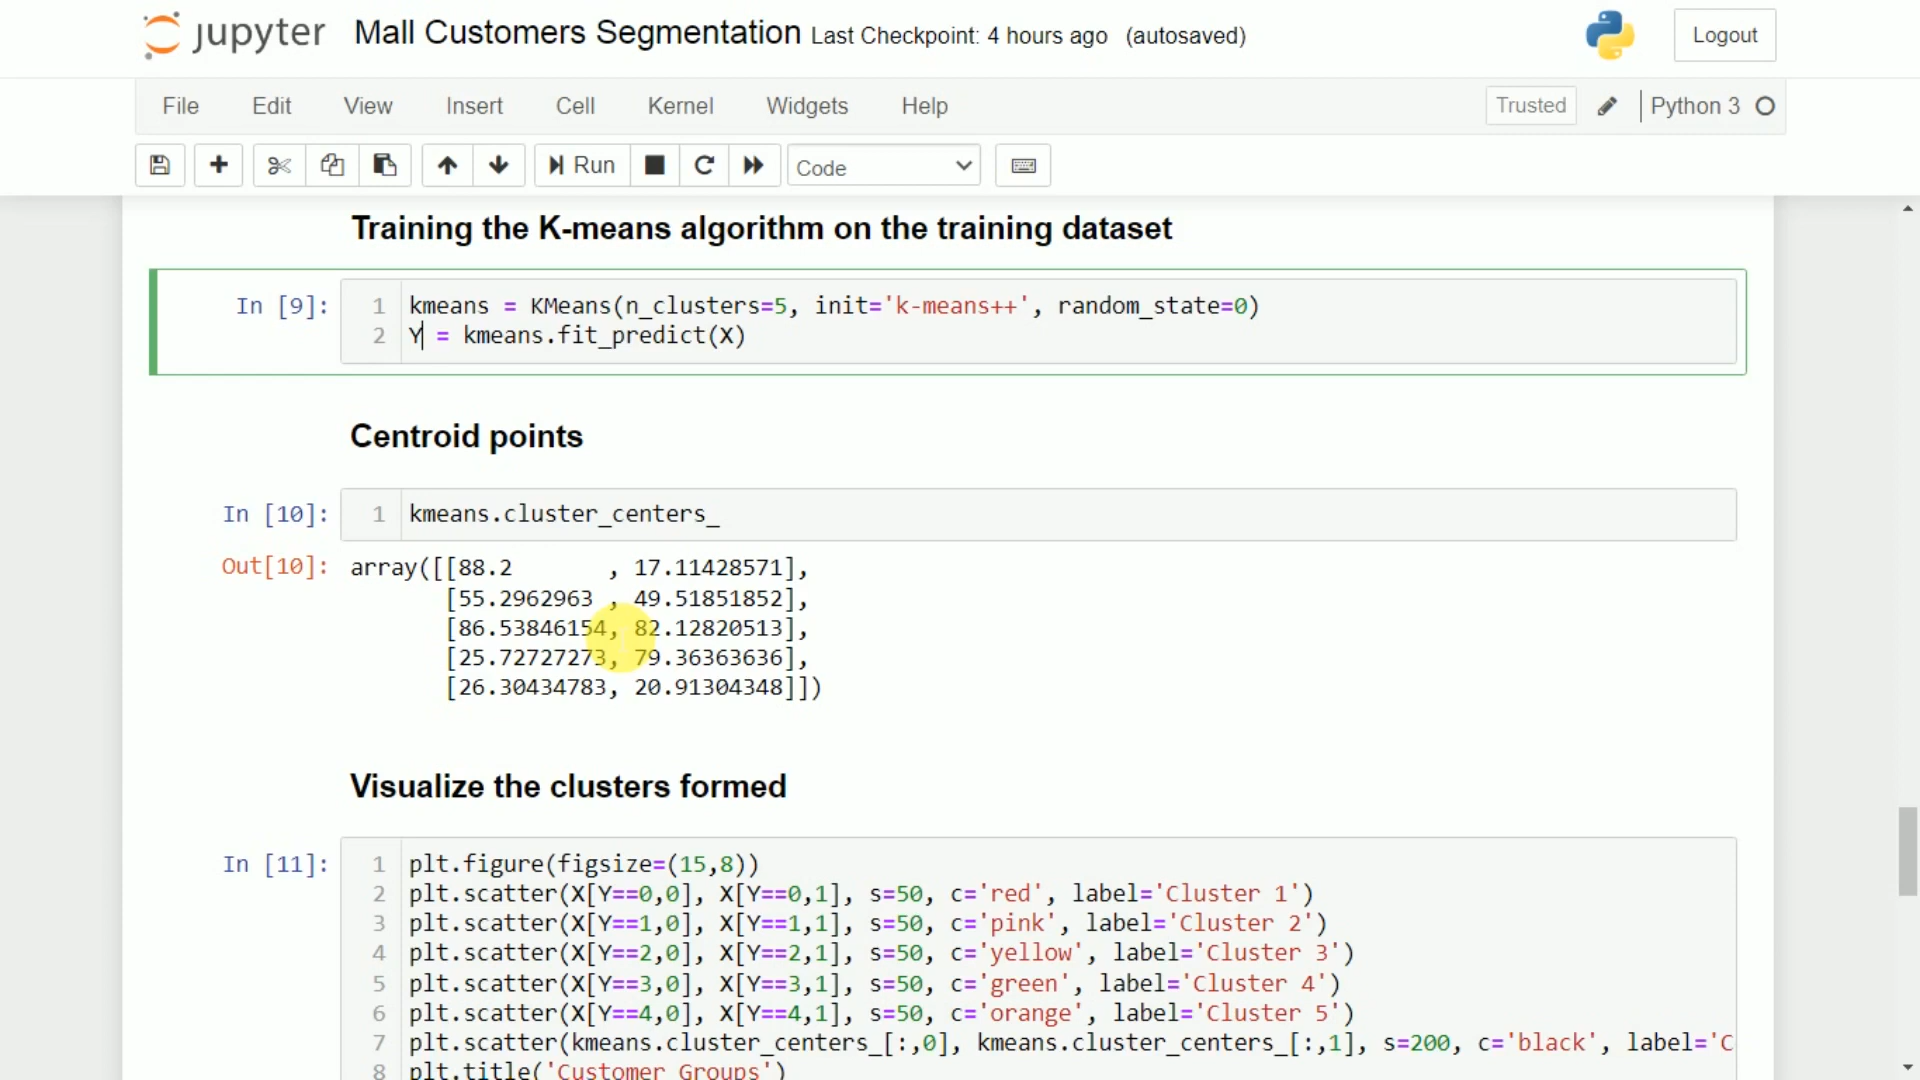 jupyter Mall Customers Segmentation Last Checkpoint: 4 hours ago (autosaved) Logout
File Edit View Insert Cell Kernel Widgets Help Trusted Python 3
Run Code
Training the K-means algorithm on the training dataset
In [9]: 1 kmeans = KMeans(n_clusters=5, init='k-means++', random_state=0)
2 Y = kmeans.fit_predict(X)
Centroid points
In [10]: 1 kmeans.cluster_centers_
Out[10]: array([[88.2       , 17.11428571],
[55.2962963 , 49.51851852],
[86.53846154, 82.12820513],
[25.72727273, 79.36363636],
[26.30434783, 20.91304348]])
Visualize the clusters formed
In [11]: 1 plt.figure(figsize=(15,8))
2 plt.scatter(X[Y==0,0], X[Y==0,1], s=50, c='red', label='Cluster 1')
3 plt.scatter(X[Y==1,0], X[Y==1,1], s=50, c='pink', label='Cluster 2')
4 plt.scatter(X[Y==2,0], X[Y==2,1], s=50, c='yellow', label='Cluster 3')
5 plt.scatter(X[Y==3,0], X[Y==3,1], s=50, c='green', label='Cluster 4')
6 plt.scatter(X[Y==4,0], X[Y==4,1], s=50, c='orange', label='Cluster 5')
7 plt.scatter(kmeans.cluster_centers_[:,0], kmeans.cluster_centers_[:,1], s=200, c='black', label='C
8 plt.title('Customer Groups')